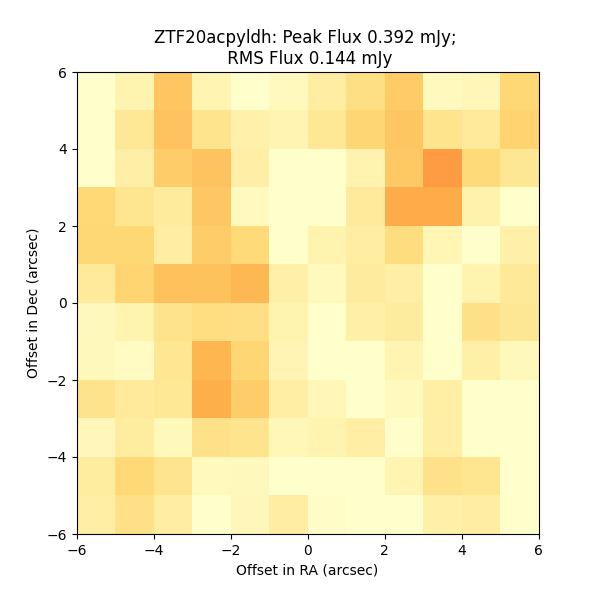 ZTF20acpyldh: Peak Flux 0.392 mJy;
RMS Flux 0.144 mJy
6
4
2
0
−2
−4
−6
Offset in Dec (arcsec)
−6 −4 −2 0 2 4 6
Offset in RA (arcsec)